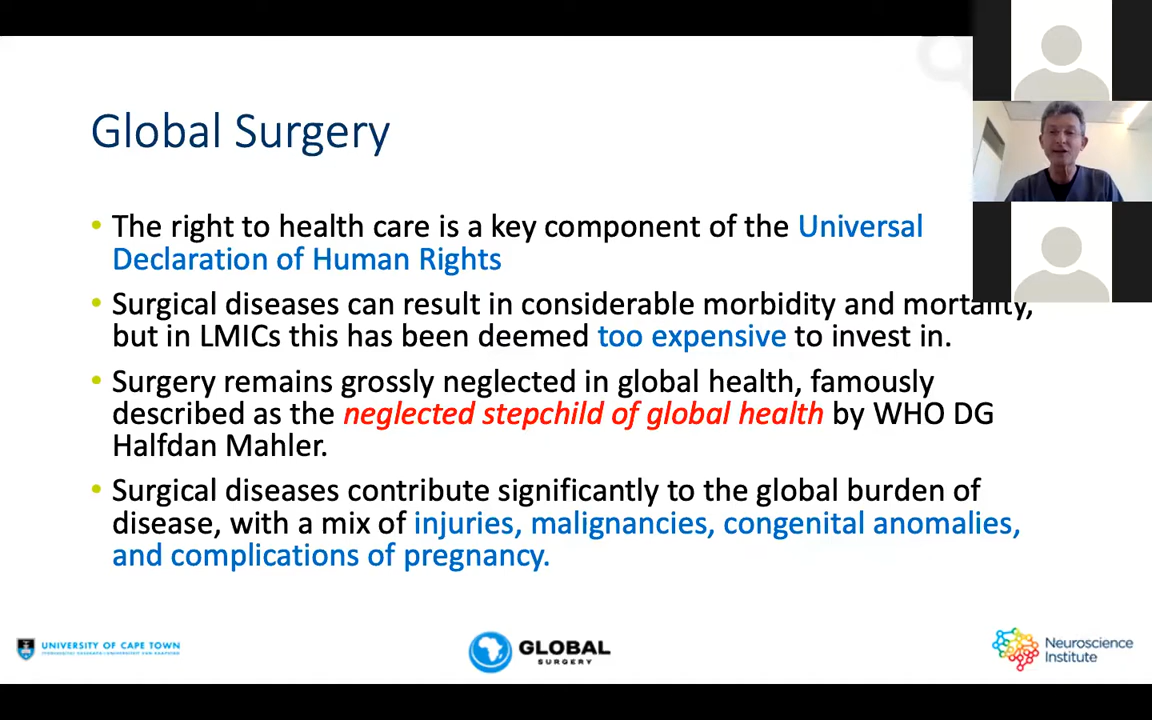 Global Surgery
• The right to health care is a key component of the Universal
Declaration of Human Rights
• Surgical diseases can result in considerable morbidity and mortality,
but in LMICs this has been deemed too expensive to invest in.
• Surgery remains grossly neglected in global health, famously
described as the neglected stepchild of global health by WHO DG
Halfdan Mahler.
• Surgical diseases contribute significantly to the global burden of
disease, with a mix of injuries, malignancies, congenital anomalies,
and complications of pregnancy.
UNIVERSITY OF CAPE TOWN
GLOBAL
SURGERY
Neuroscience
Institute